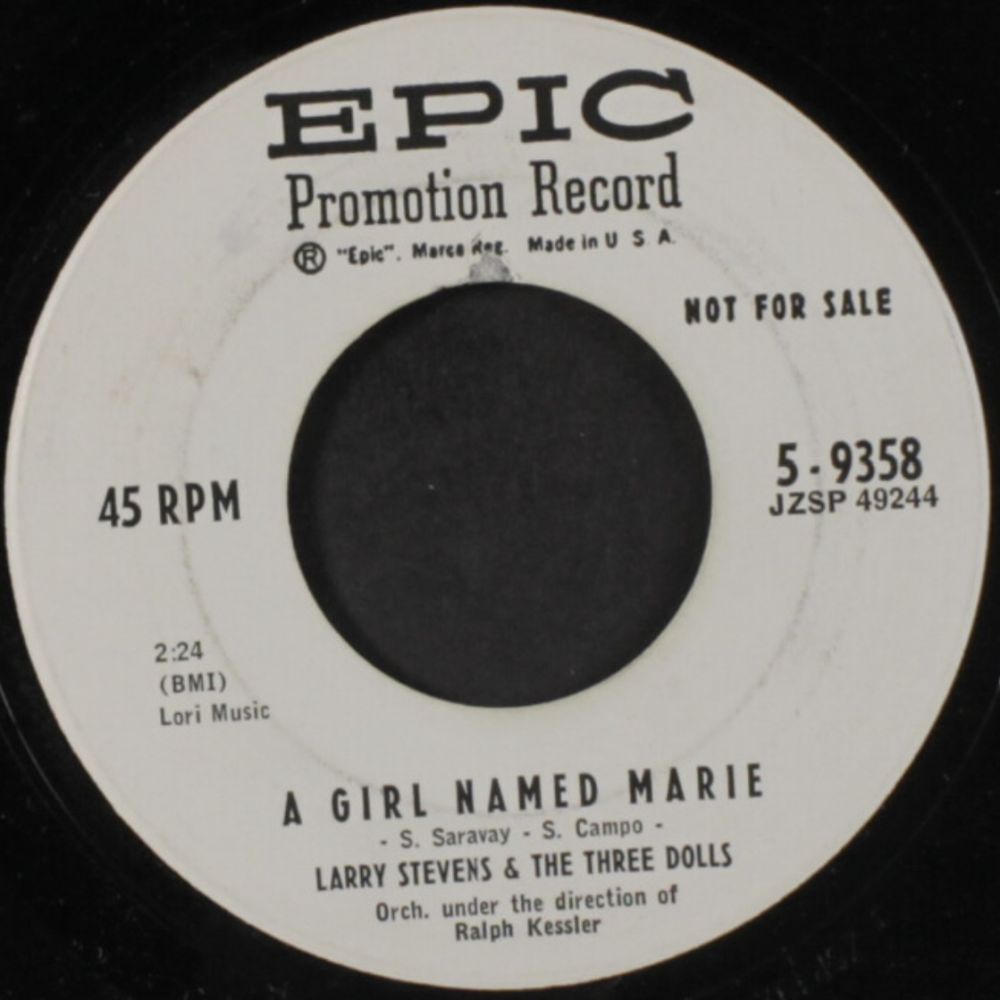 EPIC
Promotion Record
® "Epic". Marca Reg. Made in U S A.
NOT FOR SALE
5-9358
JZSP 49244
45 RPM
2:24
(BMI)
Lori Music
A GIRL NAMED MARIE
- S. Saravay - S. Campo -
LARRY STEVENS & THE THREE DOLLS
Orch. under the direction of
Ralph Kessler